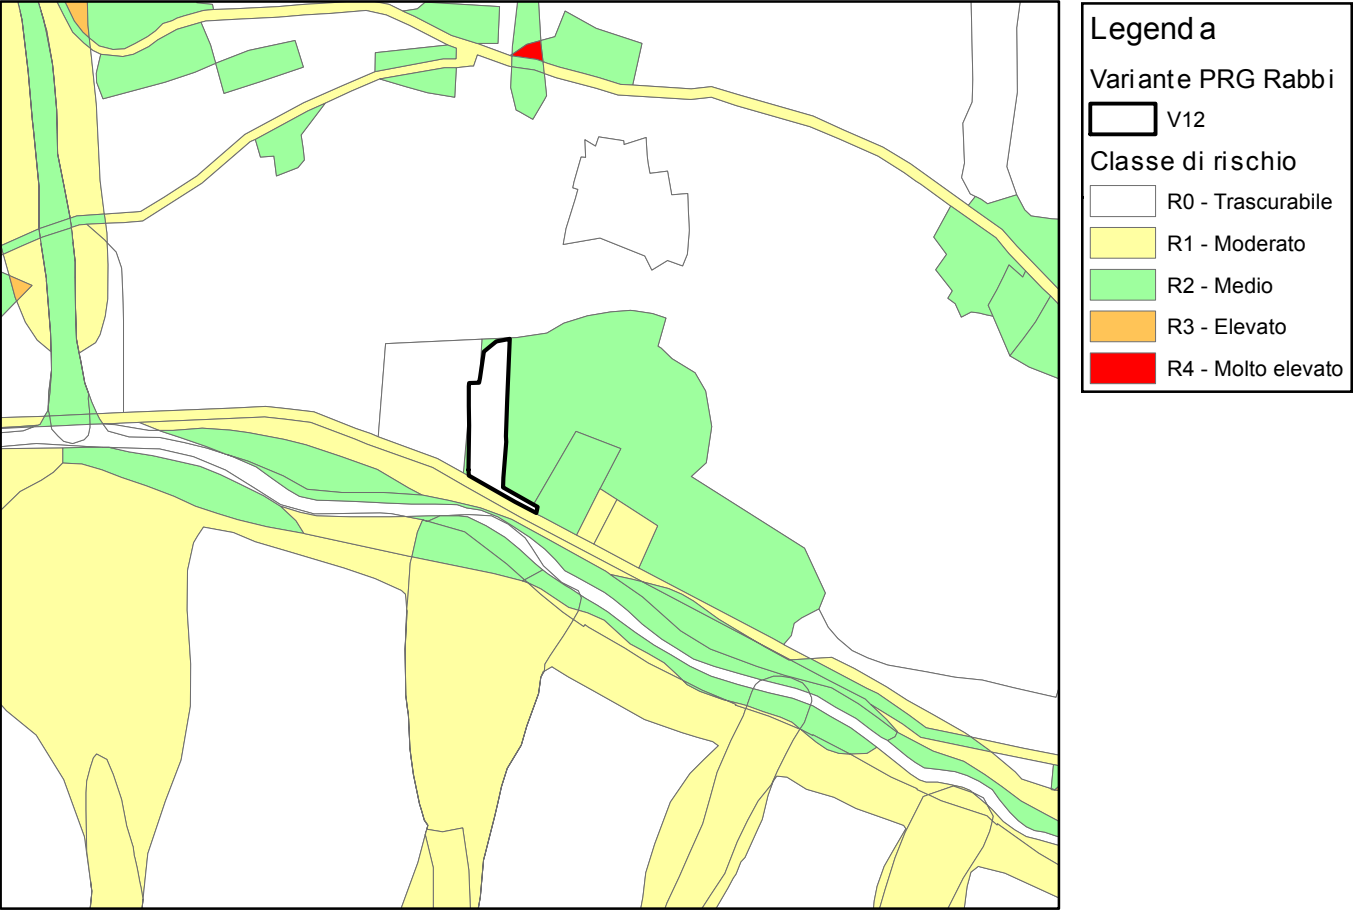 Legenda
Variante PRG Rabbi
V12
Classe di rischio
R0 - Trascurabile
R1 - Moderato
R2 - Medio
R3 - Elevato
R4 - Molto elevato